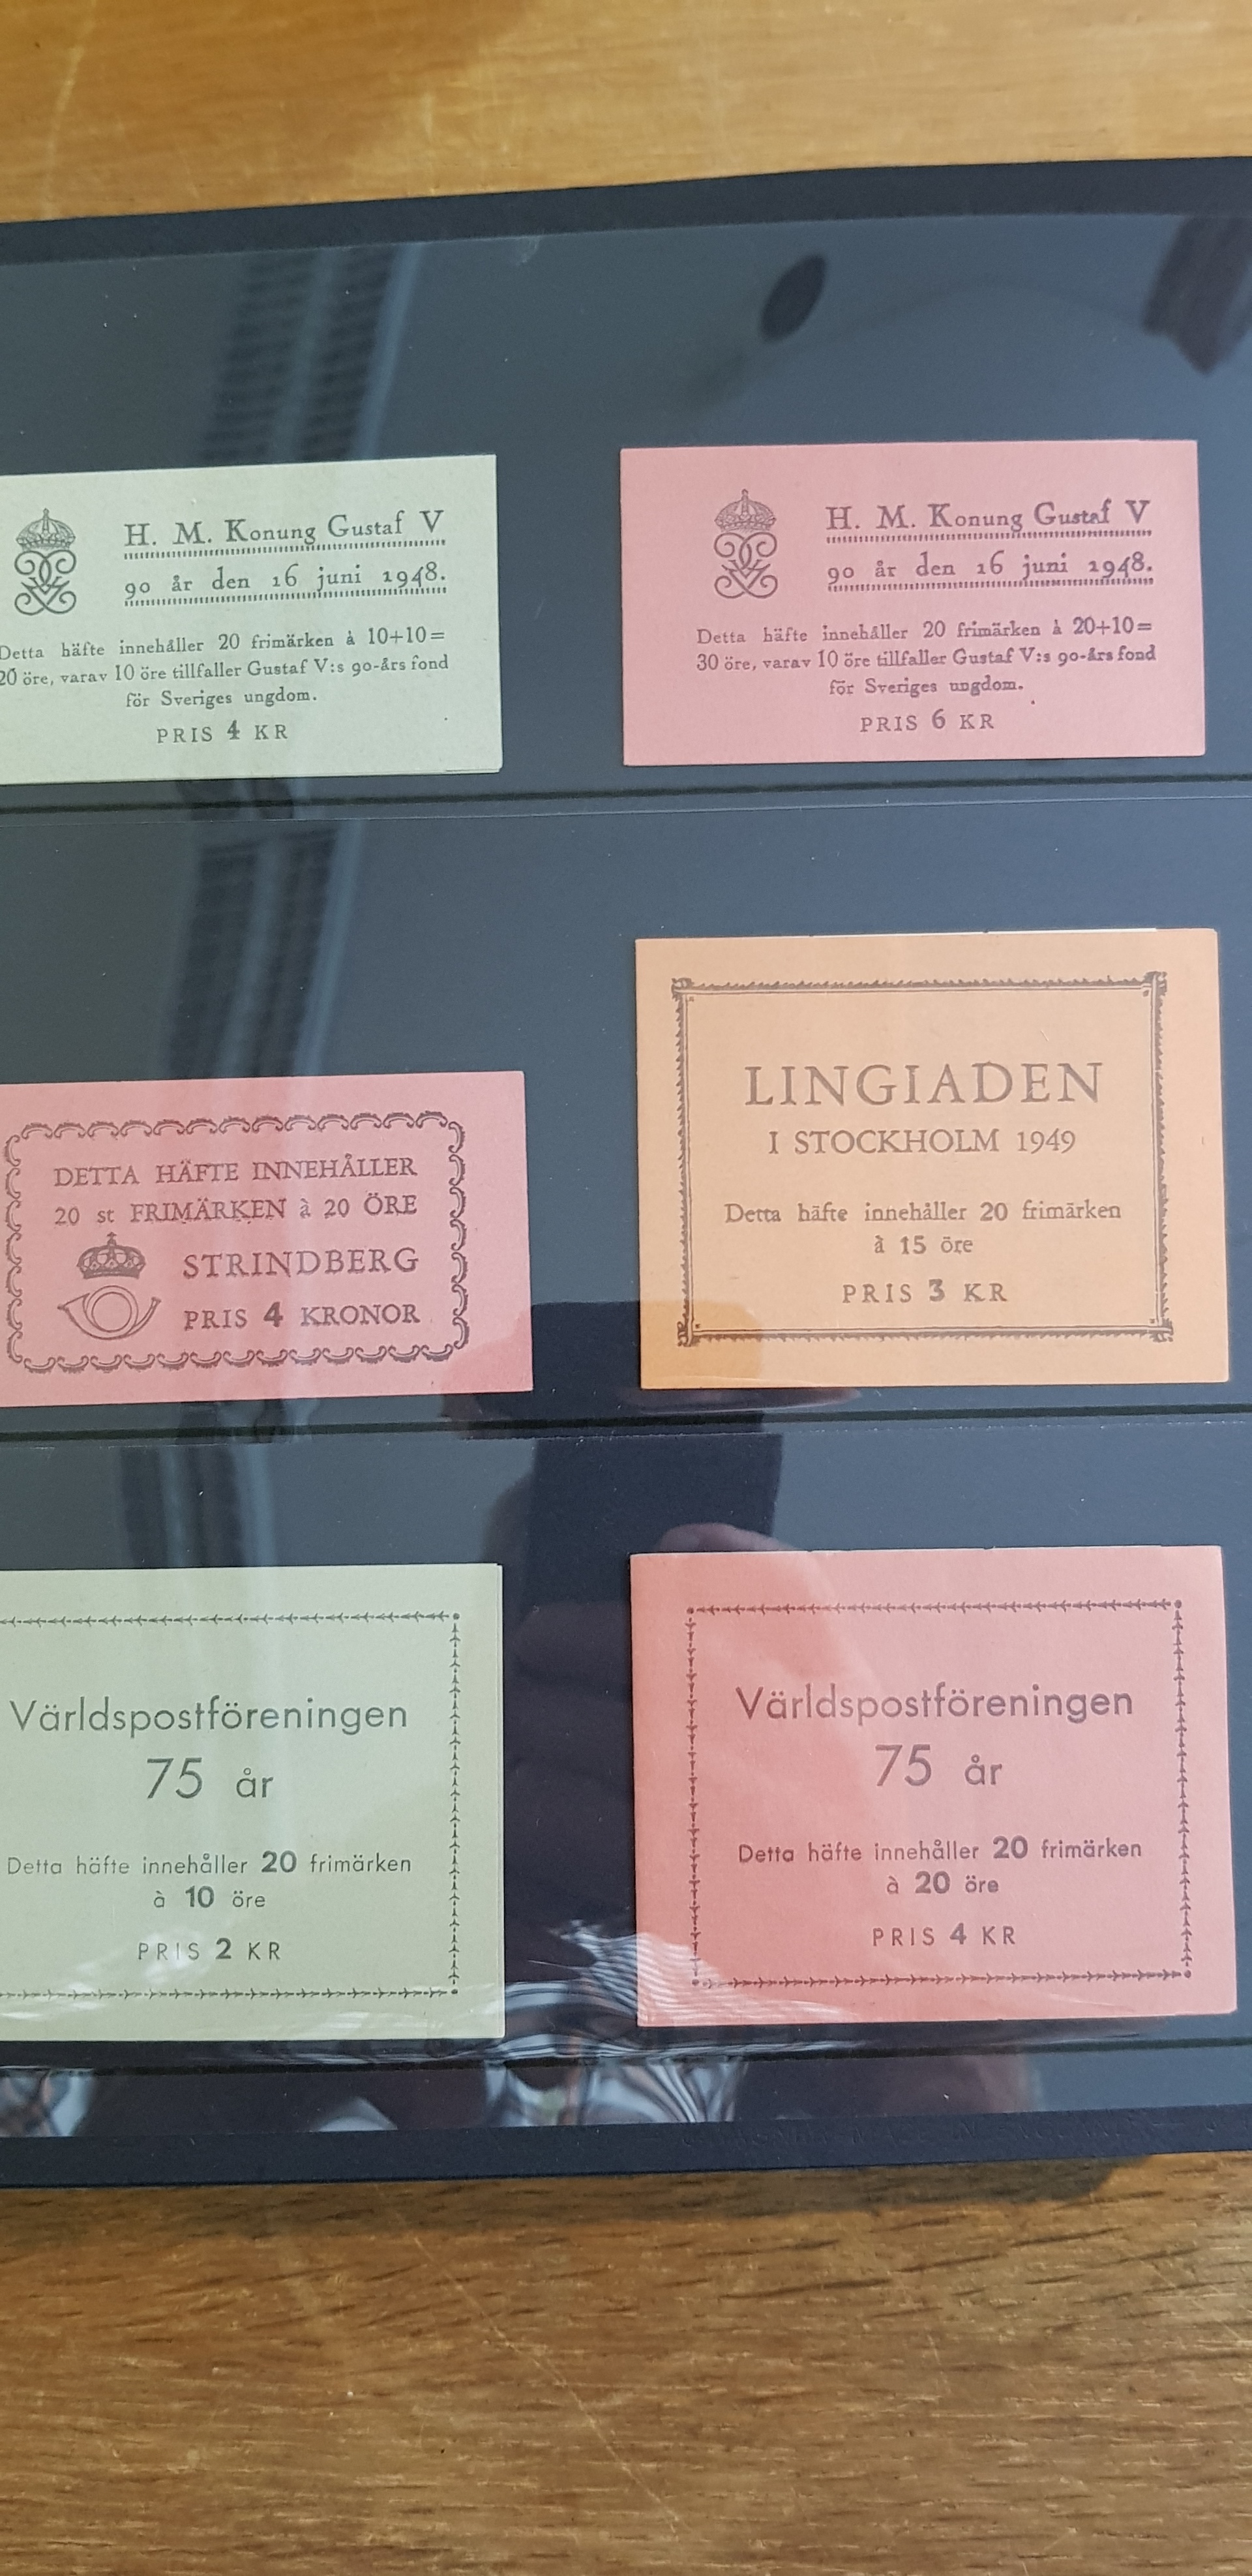 H. M. Konung Gustaf V
90 år den 16 juni 1948.
Detta häfte innehåller 20 frimärken à 10+10=
20 öre, varav 10 öre tillfaller Gustaf V:s 90-års fond
för Sveriges ungdom.
PRIS 4 KR
H. M. Konung Gustaf V
90 år den 16 juni 1948.
Detta häfte innehåller 20 frimärken à 20+10=
30 öre, varav 10 öre tillfaller Gustaf V:s 90-års fond
för Sveriges ungdom.
PRIS 6 KR
DETTA HÄFTE INNEHÅLLER
20 st FRIMÄRKEN à 20 ÖRE
STRINDBERG
PRIS 4 KRONOR
LINGIADEN
I STOCKHOLM 1949
Detta häfte innehåller 20 frimärken
à 15 öre
PRIS 3 KR
Världspostföreningen
75 år
Detta häfte innehåller 20 frimärken
à 10 öre
PRIS 2 KR
Världspostföreningen
75 år
Detta häfte innehåller 20 frimärken
à 20 öre
PRIS 4 KR